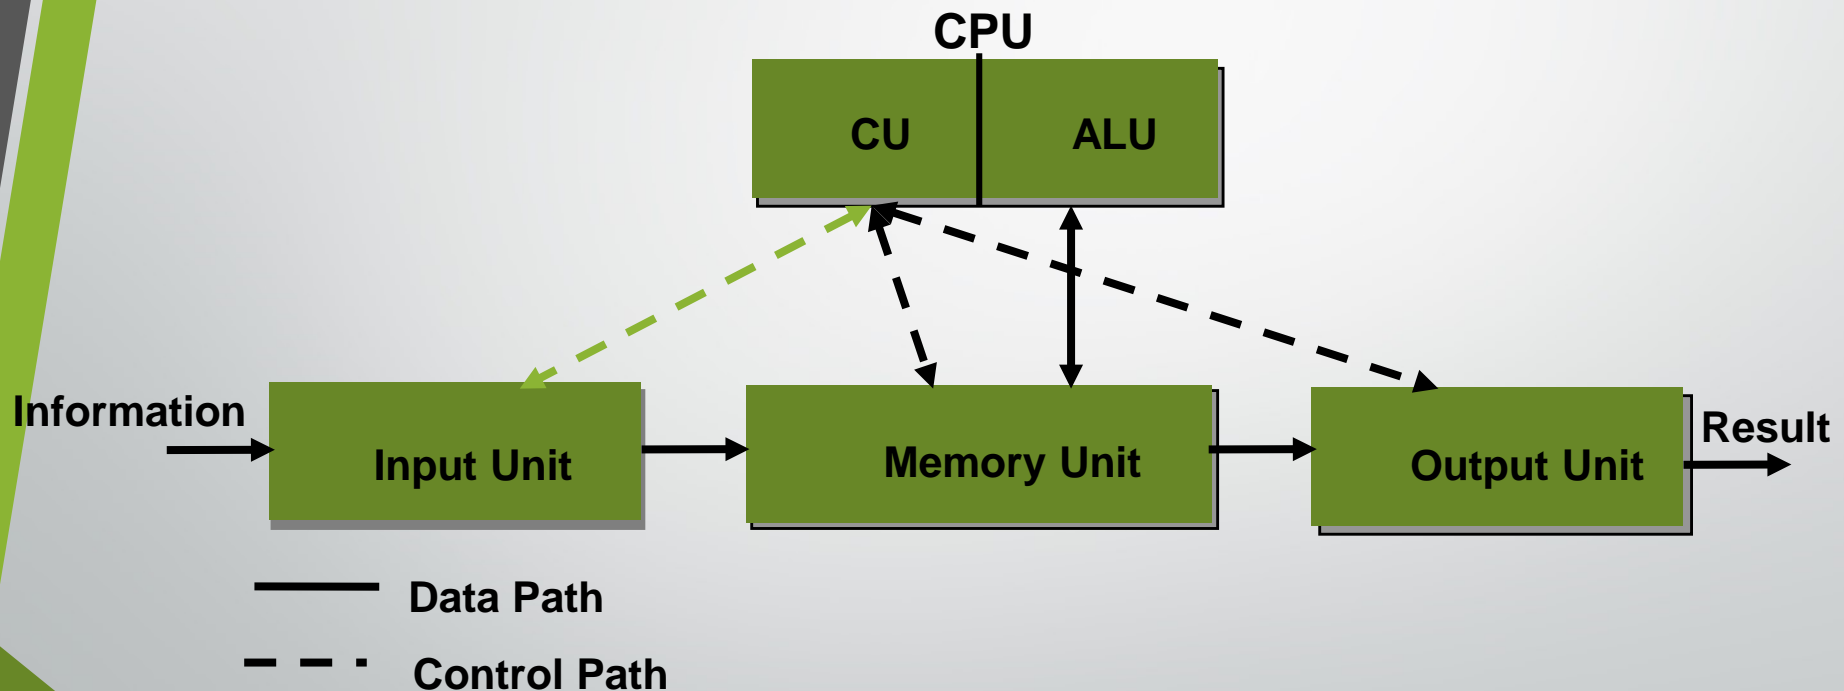 CPU
CU
ALU
Information
Input Unit
Memory Unit
Output Unit
Result
Data Path
Control Path